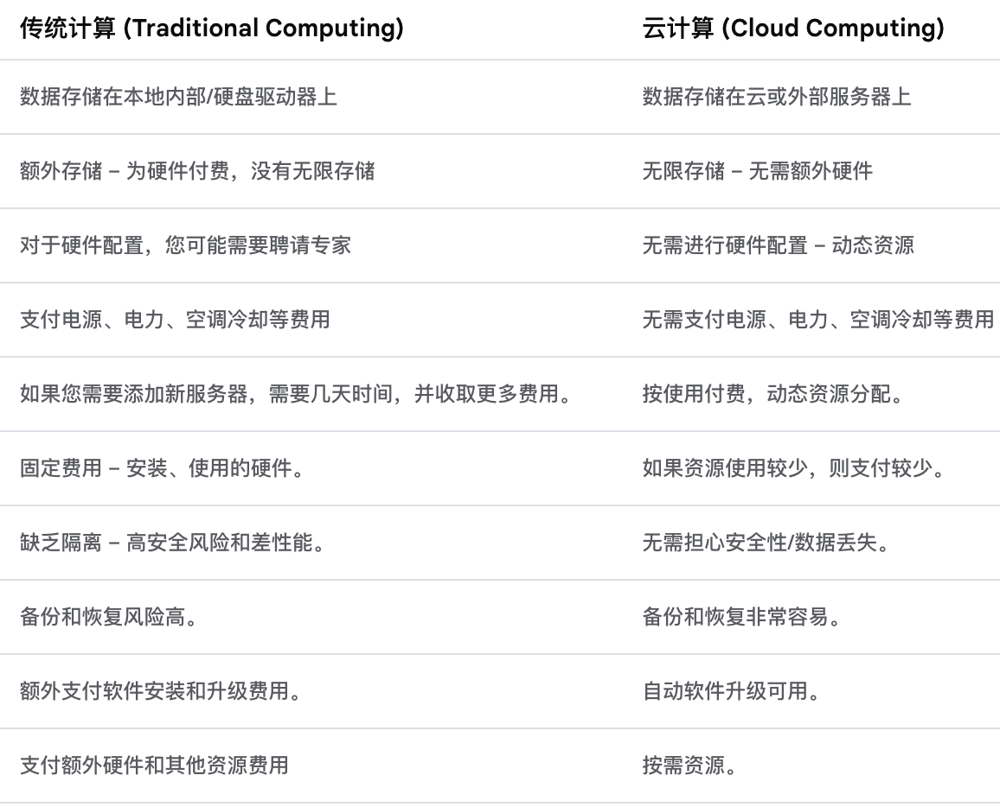 传统计算 (Traditional Computing) 云计算 (Cloud Computing)
数据存储在本地内部/硬盘驱动器上 数据存储在云或外部服务器上
额外存储 – 为硬件付费，没有无限存储 无限存储 – 无需额外硬件
对于硬件配置，您可能需要聘请专家 无需进行硬件配置 – 动态资源
支付电源、电力、空调冷却等费用 无需支付电源、电力、空调冷却等费用
如果您需要添加新服务器，需要几天时间，并收取更多费用。 按使用付费，动态资源分配。
固定费用 – 安装、使用的硬件。 如果资源使用较少，则支付较少。
缺乏隔离 – 高安全风险和差性能。 无需担心安全性/数据丢失。
备份和恢复风险高。 备份和恢复非常容易。
额外支付软件安装和升级费用。 自动软件升级可用。
支付额外硬件和其他资源费用 按需资源。